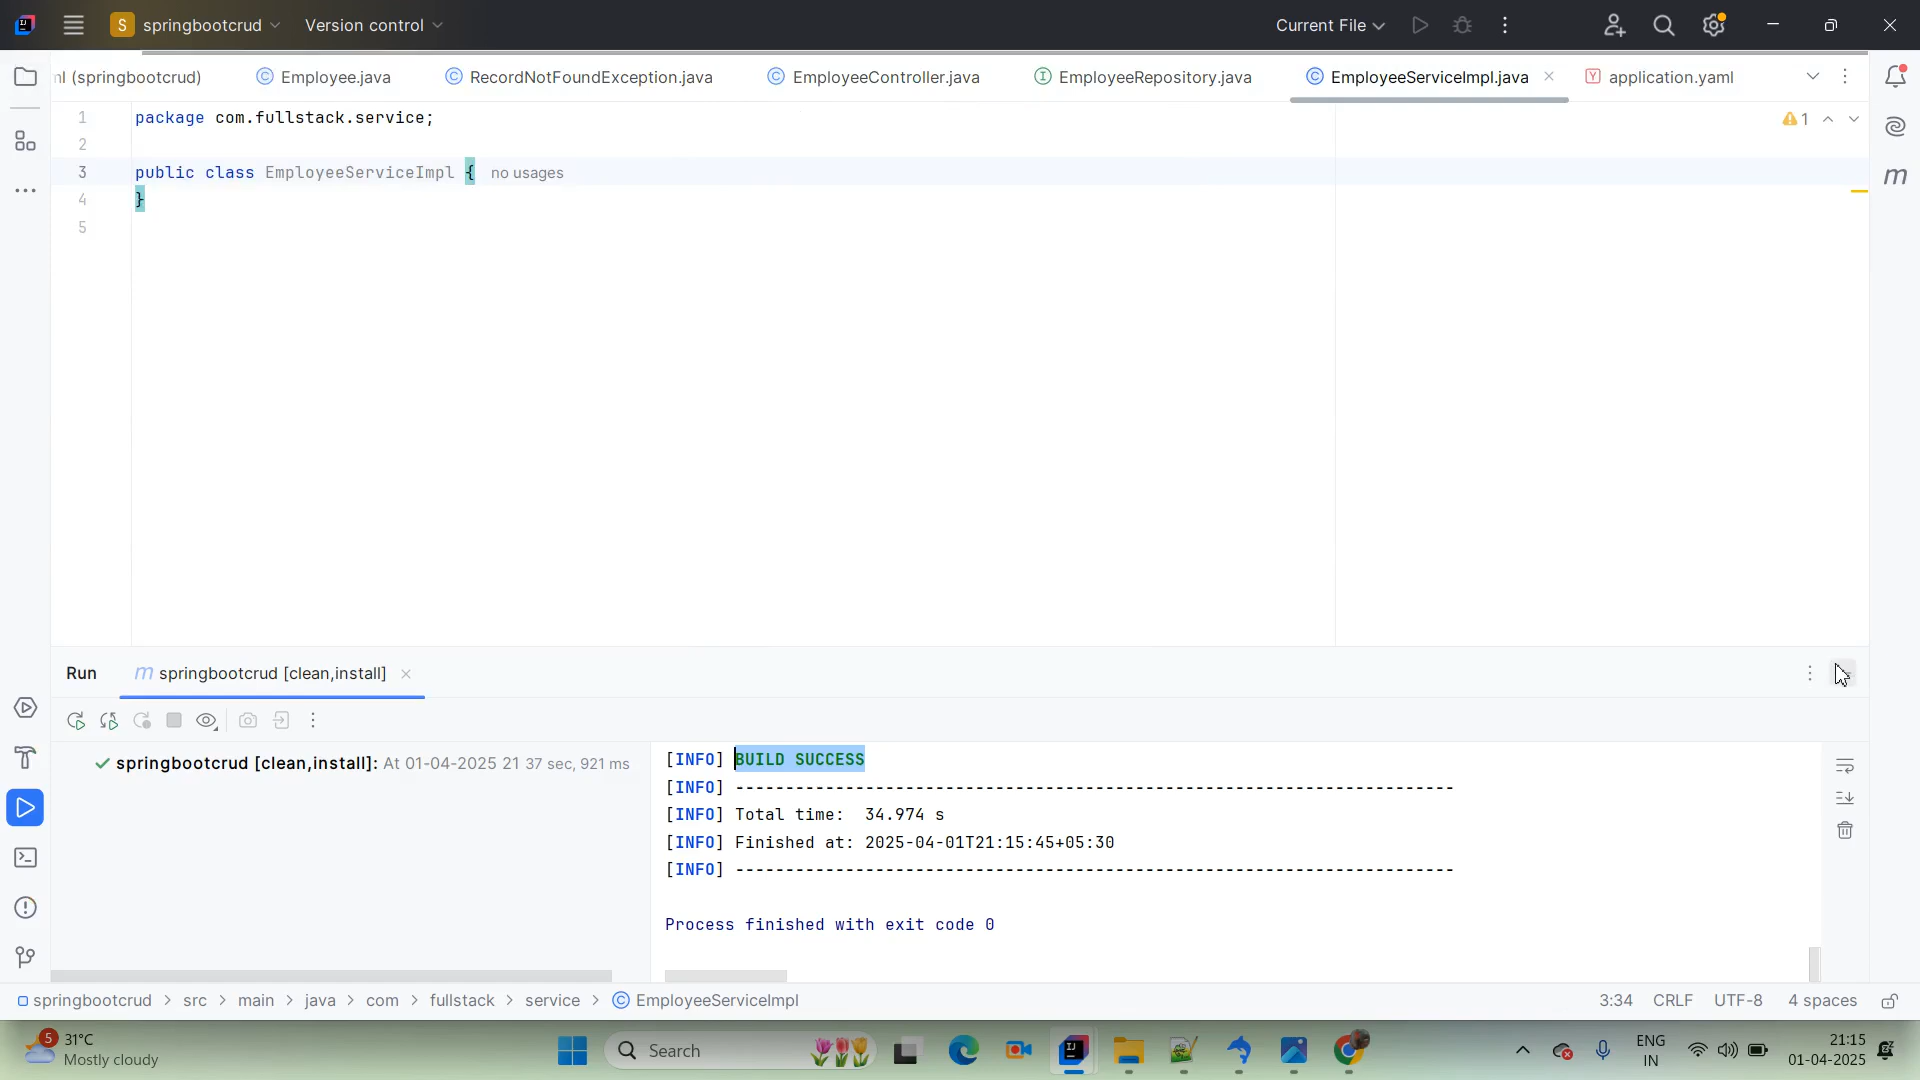 S springbootcrud Version control Current File
ml (springbootcrud) Employee.java RecordNotFoundException.java EmployeeController.java EmployeeRepository.java EmployeeServiceImpl.java application.yaml
1 package com.fullstack.service; 1
2
3 public class EmployeeServiceImpl { no usages
4 }
5
Run springbootcrud [clean,install]
springbootcrud [clean,install]: At 01-04-2025 21 37 sec, 921 ms
[INFO] BUILD SUCCESS
[INFO] ------------------------------------------------------------------------
[INFO] Total time:  34.974 s
[INFO] Finished at: 2025-04-01T21:15:45+05:30
[INFO] ------------------------------------------------------------------------
Process finished with exit code 0
springbootcrud > src > main > java > com > fullstack > service > EmployeeServiceImpl 3:34 CRLF UTF-8 4 spaces
5 31°C
Mostly cloudy
Search
ENG
IN
21:15
01-04-2025